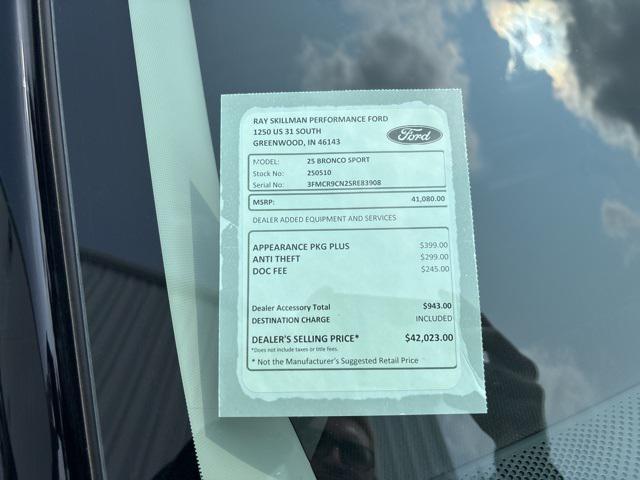 RAY SKILLMAN PERFORMANCE FORD
1250 US 31 SOUTH
GREENWOOD, IN 46143
Ford
MODEL: 25 BRONCO SPORT
Stock No: 250510
Serial No: 3FMCR9CN2SRE83908
MSRP: 41,080.00
DEALER ADDED EQUIPMENT AND SERVICES
APPEARANCE PKG PLUS $399.00
ANTI THEFT $299.00
DOC FEE $245.00
Dealer Accessory Total $943.00
DESTINATION CHARGE INCLUDED
DEALER'S SELLING PRICE* $42,023.00
*Does not include taxes or title fees.
* Not the Manufacturer's Suggested Retail Price